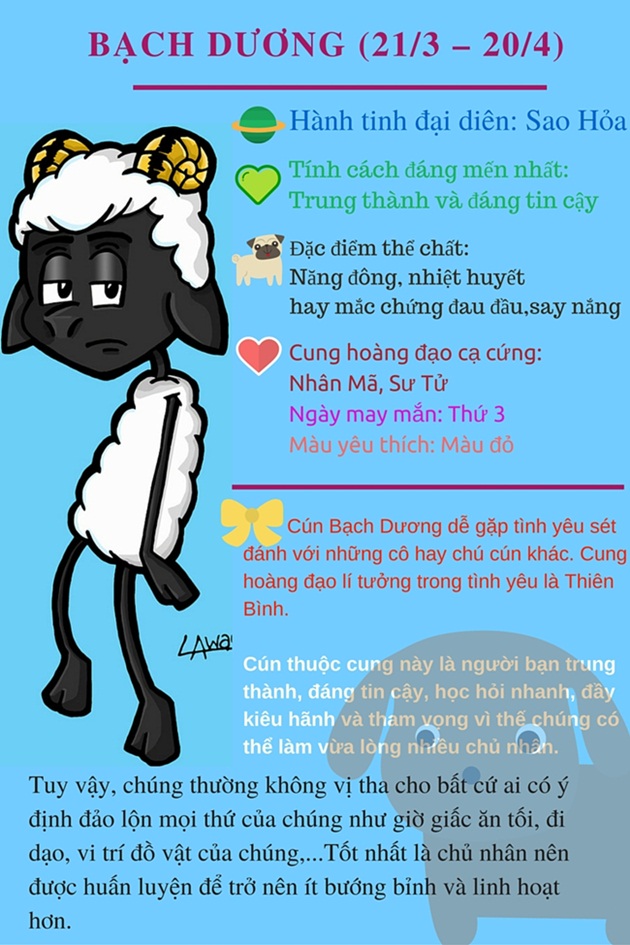 BẠCH DƯƠNG (21/3 – 20/4)
Hành tinh đại diên: Sao Hỏa
Tính cách đáng mến nhất:
Trung thành và đáng tin cậy
Đặc điểm thể chất:
Năng đông, nhiệt huyết
hay mắc chứng đau đầu,say nắng
Cung hoàng đạo cạ cứng:
Nhân Mã, Sư Tử
Ngày may mắn: Thứ 3
Màu yêu thích: Màu đỏ
Cún Bạch Dương dễ gặp tình yêu sét
đánh với những cô hay chú cún khác. Cung
hoàng đạo lí tưởng trong tình yêu là Thiên
Bình.
Cún thuộc cung này là người bạn trung
thành, đáng tin cậy, học hỏi nhanh, đầy
kiêu hãnh và tham vọng vì thế chúng có
thể làm vừa lòng nhiều chủ nhân.
Tuy vậy, chúng thường không vị tha cho bất cứ ai có ý
định đảo lộn mọi thứ của chúng như giờ giấc ăn tối, đi
dạo, vi trí đồ vật của chúng,...Tốt nhất là chủ nhân nên
được huấn luyện để trở nên ít bướng bỉnh và linh hoạt
hơn.